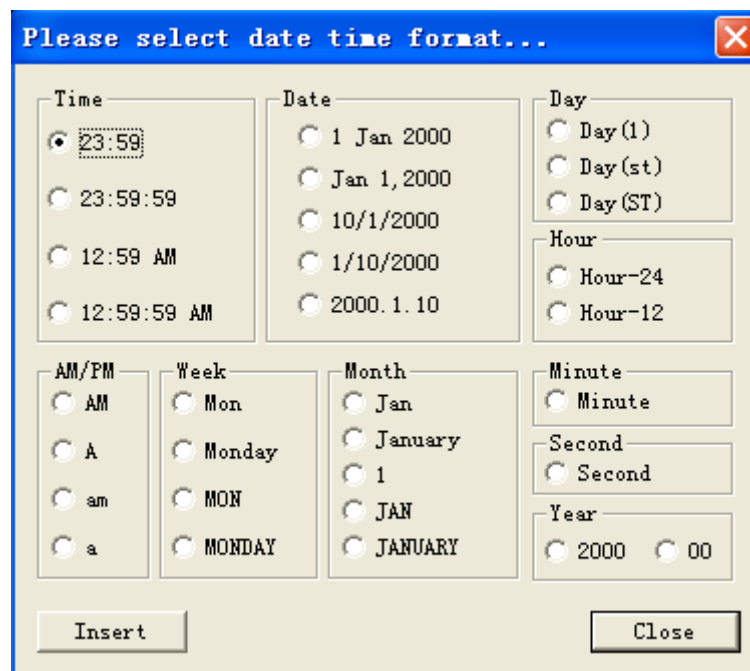 Please select date time format...
Time
23:59
23:59:59
12:59 AM
12:59:59 AM
Date
1 Jan 2000
Jan 1,2000
10/1/2000
1/10/2000
2000.1.10
Day
Day(1)
Day(st)
Day(ST)
Hour
Hour-24
Hour-12
AM/PM
AM
A
am
a
Week
Mon
Monday
MON
MONDAY
Month
Jan
January
1
JAN
JANUARY
Minute
Minute
Second
Second
Year
2000 00
Insert
Close